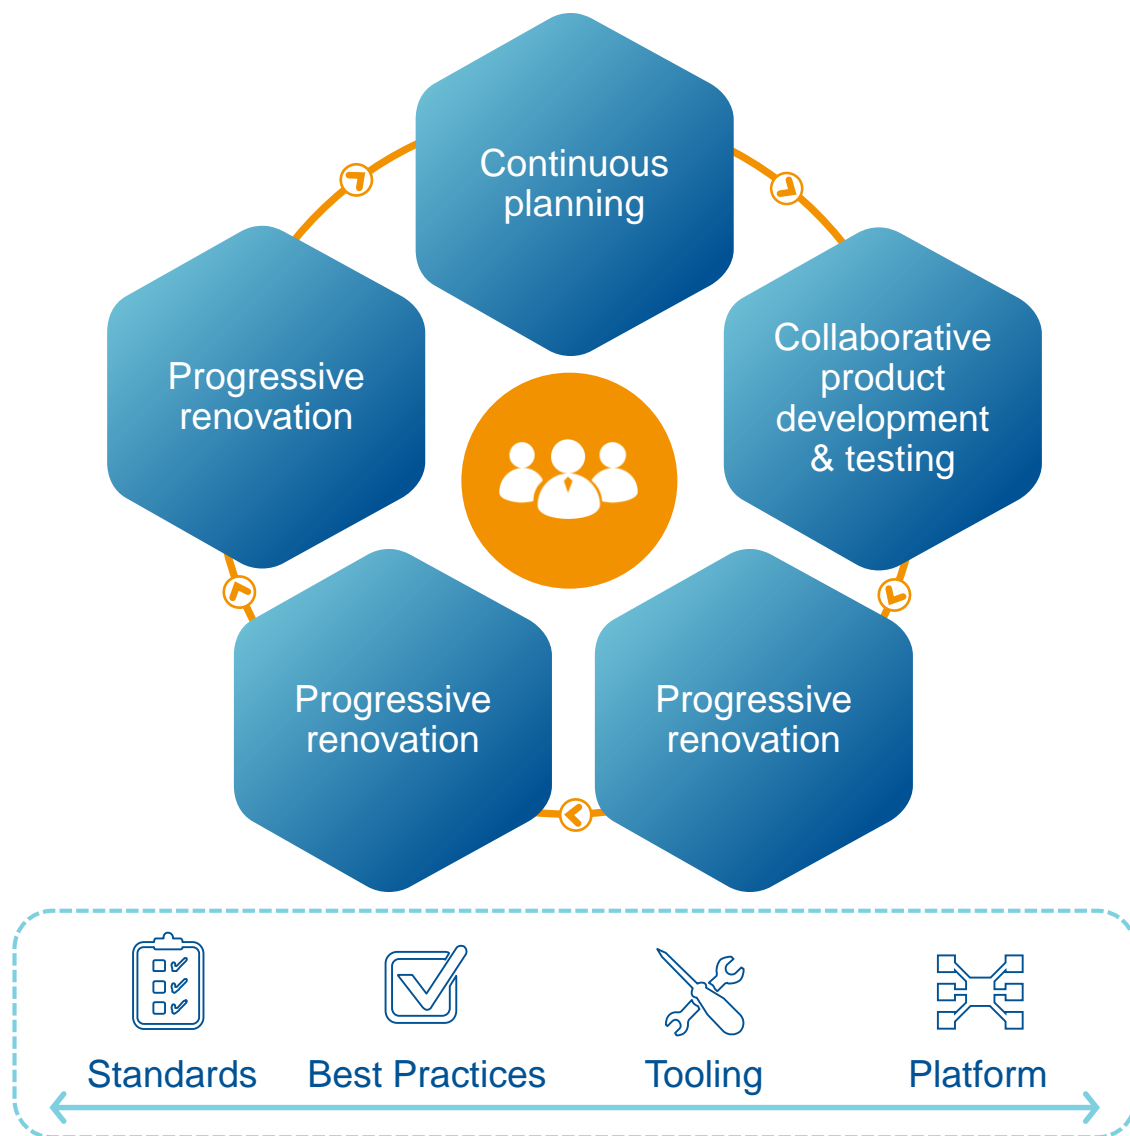 Continuous
planning
Progressive
renovation
Collaborative
product
development
& testing
Progressive
renovation
Progressive
renovation
Standards
Best Practices
Tooling
Platform